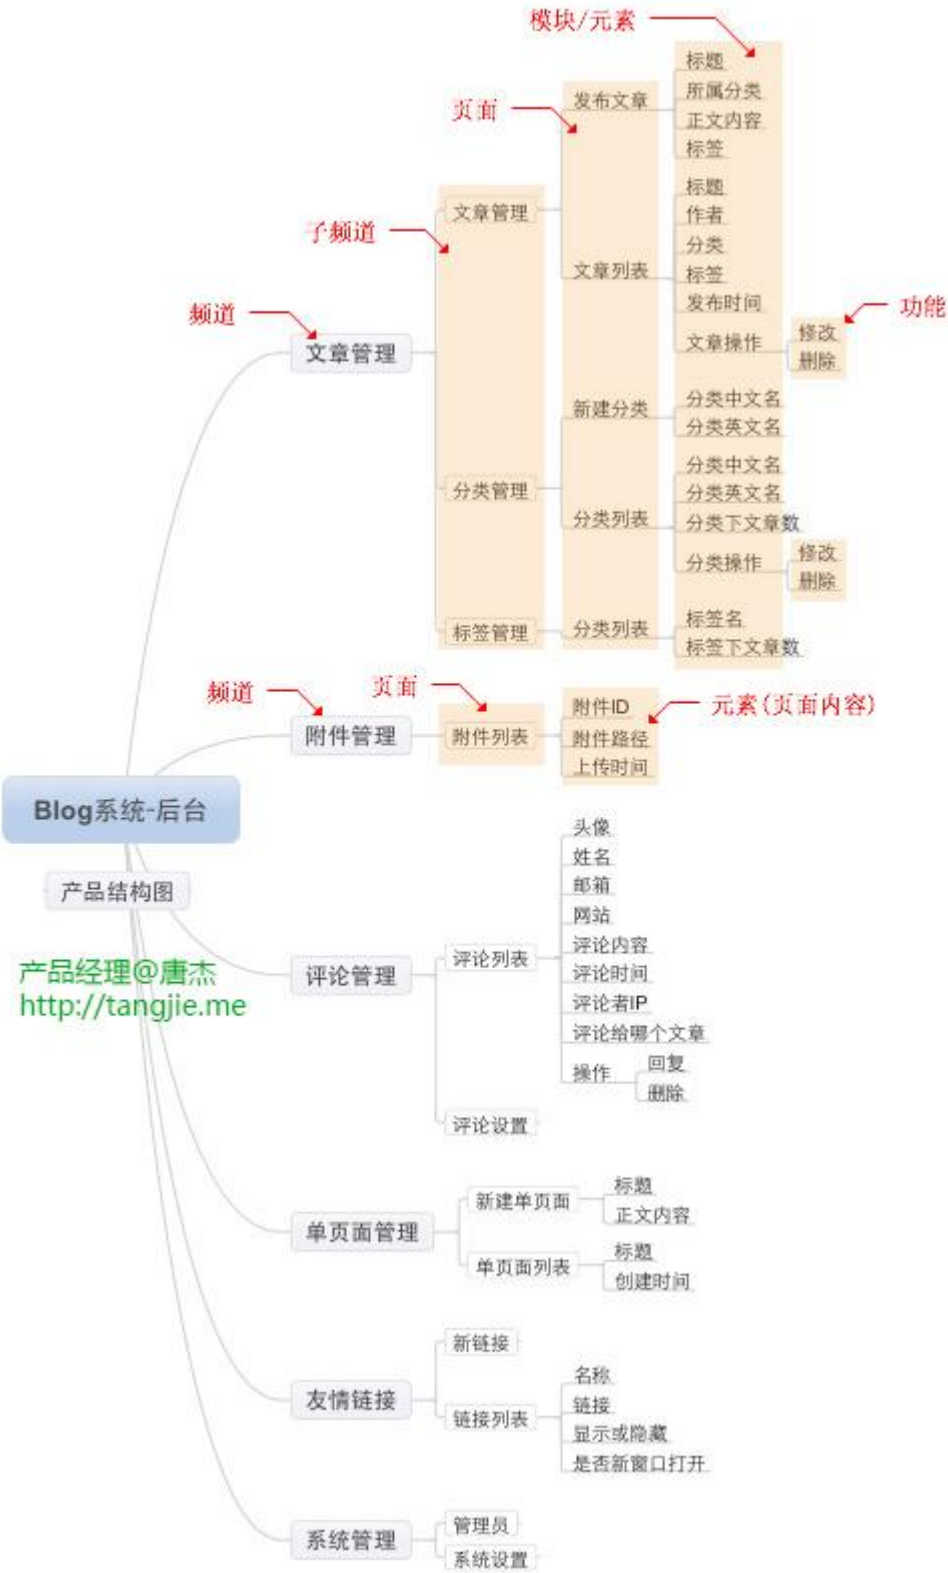 模块/元素
标题
所属分类
页面
发布文章
正文内容
标签
标题
子频道
文章管理
作者
分类
文章列表
标签
频道
发布时间
功能
文章管理
文章操作
修改
删除
新建分类
分类中文名
分类英文名
分类管理
分类中文名
分类英文名
分类列表
分类下文章数
分类操作
修改
删除
标签管理
分类列表
标签名
标签下文章数
频道
页面
附件ID
元素(页面内容)
附件管理
附件列表
附件路径
上传时间
Blog系统-后台
产品结构图
产品经理@唐杰
http://tangjie.me
头像
姓名
邮箱
网站
评论管理
评论列表
评论内容
评论时间
评论者IP
评论给哪个文章
操作
回复
删除
评论设置
单页面管理
新建单页面
标题
正文内容
单页面列表
标题
创建时间
友情链接
新链接
链接列表
名称
链接
显示或隐藏
是否新窗口打开
系统管理
管理员
系统设置